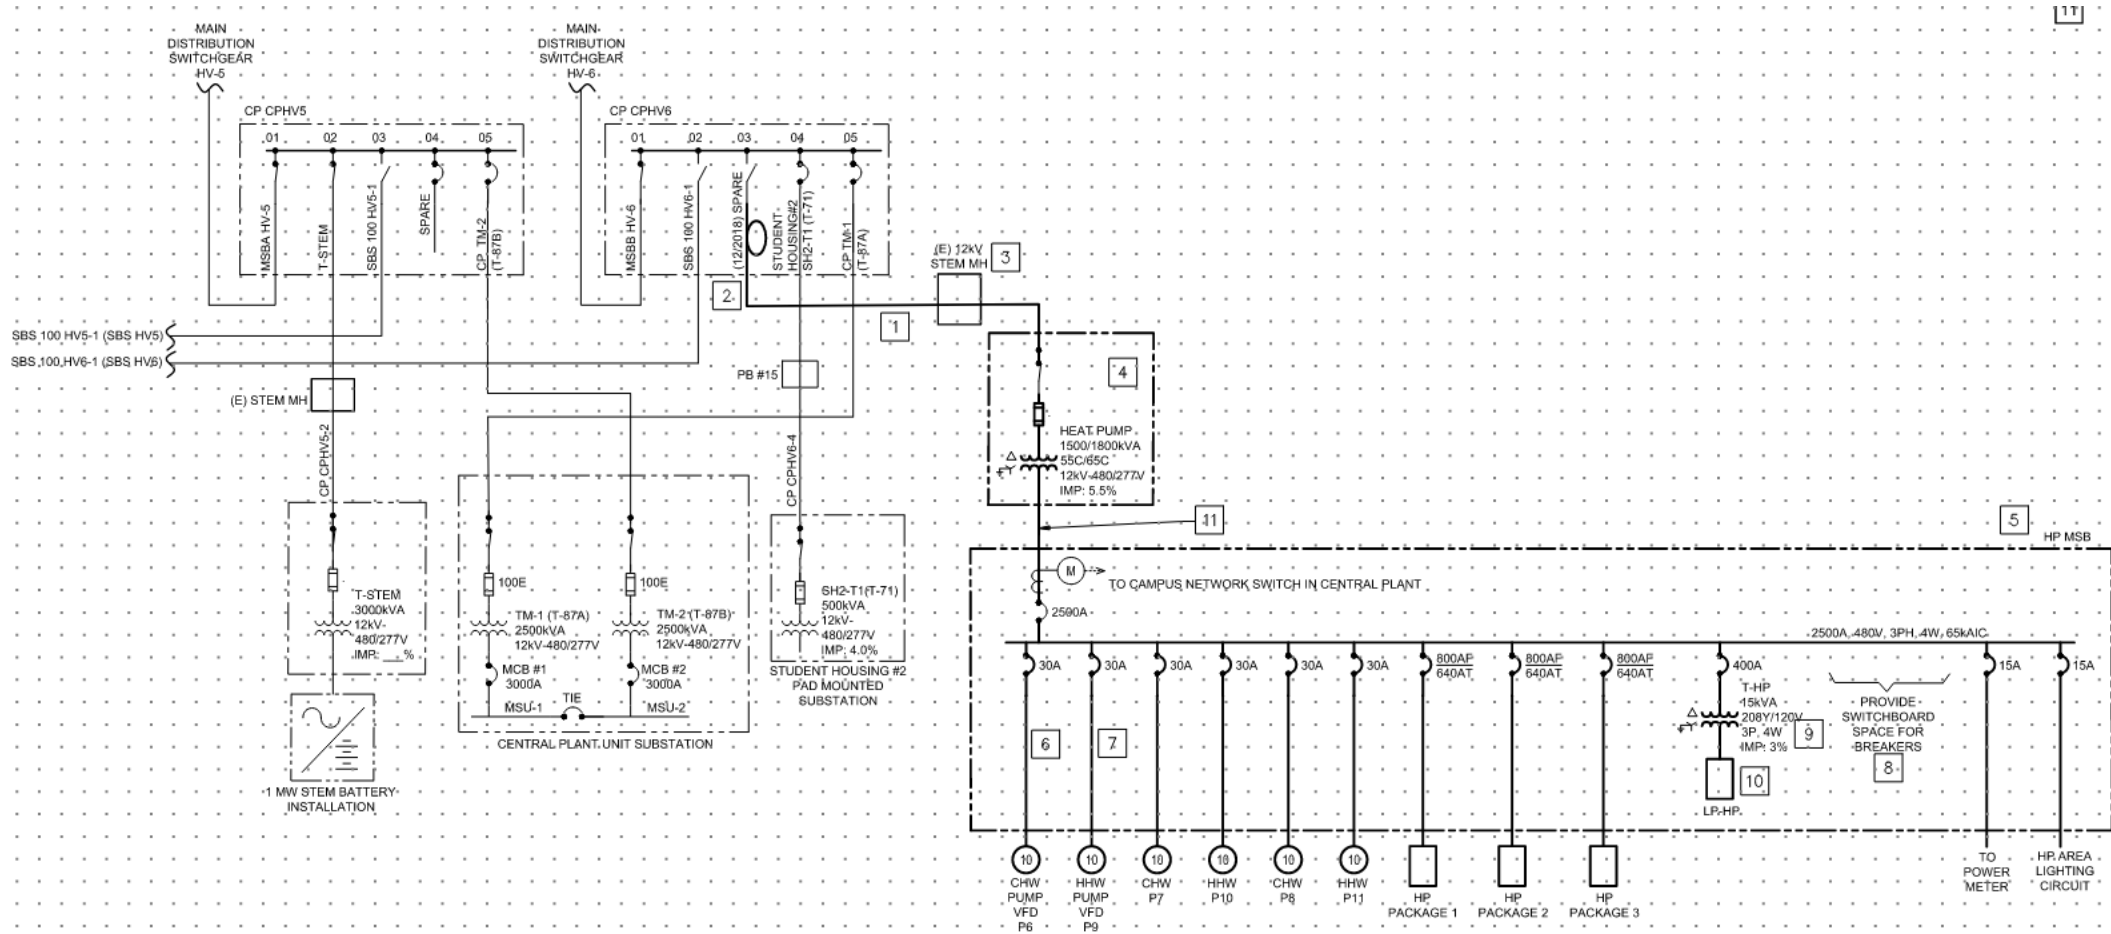 11
MAIN
DISTRIBUTION
SWITCHGEAR
HV-5
MAIN
DISTRIBUTION
SWITCHGEAR
HV-6
CP CPHV5
01 02 03 04 05
MSBA HV-5
T-STEM
SBS 100 HV5-1
SPARE
CP TM-2
(T-87B)
CP CPHV6
01 02 03 04 05
MSBB HV-6
SBS 100 HV6-1
(12/2018) SPARE
STUDENT
HOUSING#2
SH2-T1 (T-71)
CP TM-1
(T-87A)
(E) 12kV
STEM MH
3
2
1
SBS 100 HV5-1 (SBS HV5)
SBS 100 HV6-1 (SBS HV6)
(E) STEM MH
PB #15
4
CP CPHV5-2
CP CPHV6-4
HEAT PUMP
1500/1800kVA
55C/65C
12kV-480/277V
IMP: 5.5%
11
5
HP MSB
T-STEM
3000kVA
12kV-
480/277V
IMP: ___%
1 MW STEM BATTERY
INSTALLATION
100E
100E
TM-1 (T-87A)
2500kVA
12kV-480/277V
TM-2 (T-87B)
2500kVA
12kV-480/277V
MCB #1
3000A
MCB #2
3000A
TIE
MSU-1
MSU-2
CENTRAL PLANT UNIT SUBSTATION
SH2-T1(T-71)
500kVA
12kV-
480/277V
IMP: 4.0%
STUDENT HOUSING #2
PAD MOUNTED
SUBSTATION
M
TO CAMPUS NETWORK SWITCH IN CENTRAL PLANT
2590A
2500A, 480V, 3PH, 4W, 65kAIC
30A
30A
30A
30A
30A
30A
800AF
640AT
800AF
640AT
800AF
640AT
400A
15A
15A
T-HP
15kVA
208Y/120V
3P, 4W
IMP: 3%
9
PROVIDE
SWITCHBOARD
SPACE FOR
BREAKERS
8
6
7
10
LP-HP
10
CHW
PUMP
VFD
P6
10
HHW
PUMP
VFD
P9
10
CHW
P7
10
HHW
P10
10
CHW
P8
10
HHW
P11
HP
PACKAGE 1
HP
PACKAGE 2
HP
PACKAGE 3
TO
POWER
METER
HP AREA
LIGHTING
CIRCUIT